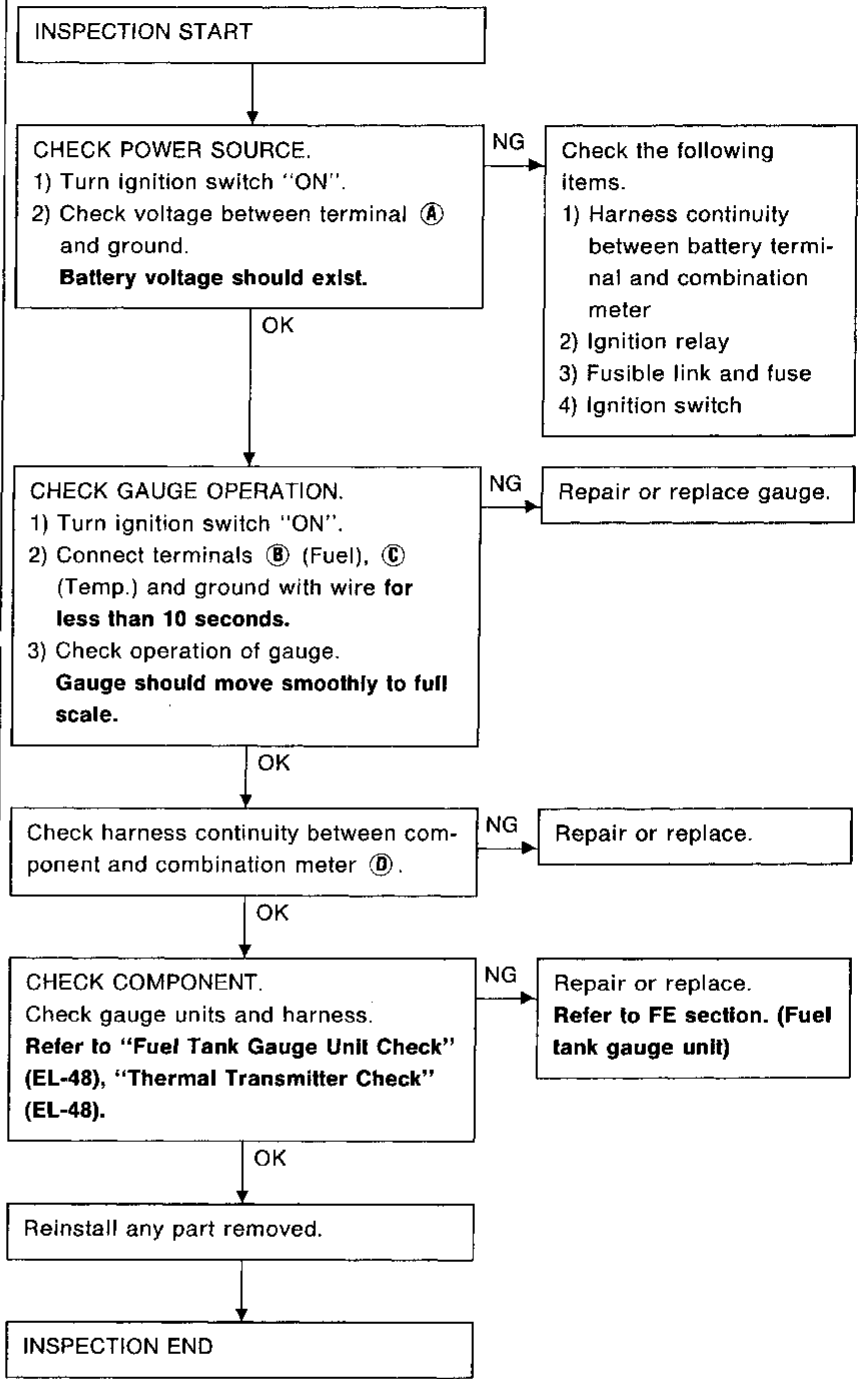 INSPECTION START
CHECK POWER SOURCE.
1) Turn ignition switch "ON".
2) Check voltage between terminal Ⓐ
and ground.
Battery voltage should exist.
NG
Check the following
items.
1) Harness continuity
between battery termi-
nal and combination
meter
2) Ignition relay
3) Fusible link and fuse
4) Ignition switch
OK
CHECK GAUGE OPERATION.
1) Turn ignition switch "ON".
2) Connect terminals Ⓑ (Fuel), Ⓒ
(Temp.) and ground with wire for
less than 10 seconds.
3) Check operation of gauge.
Gauge should move smoothly to full
scale.
NG
Repair or replace gauge.
OK
Check harness continuity between com-
ponent and combination meter Ⓓ.
NG
Repair or replace.
OK
CHECK COMPONENT.
Check gauge units and harness.
Refer to "Fuel Tank Gauge Unit Check"
(EL-48), "Thermal Transmitter Check"
(EL-48).
NG
Repair or replace.
Refer to FE section. (Fuel
tank gauge unit)
OK
Reinstall any part removed.
INSPECTION END